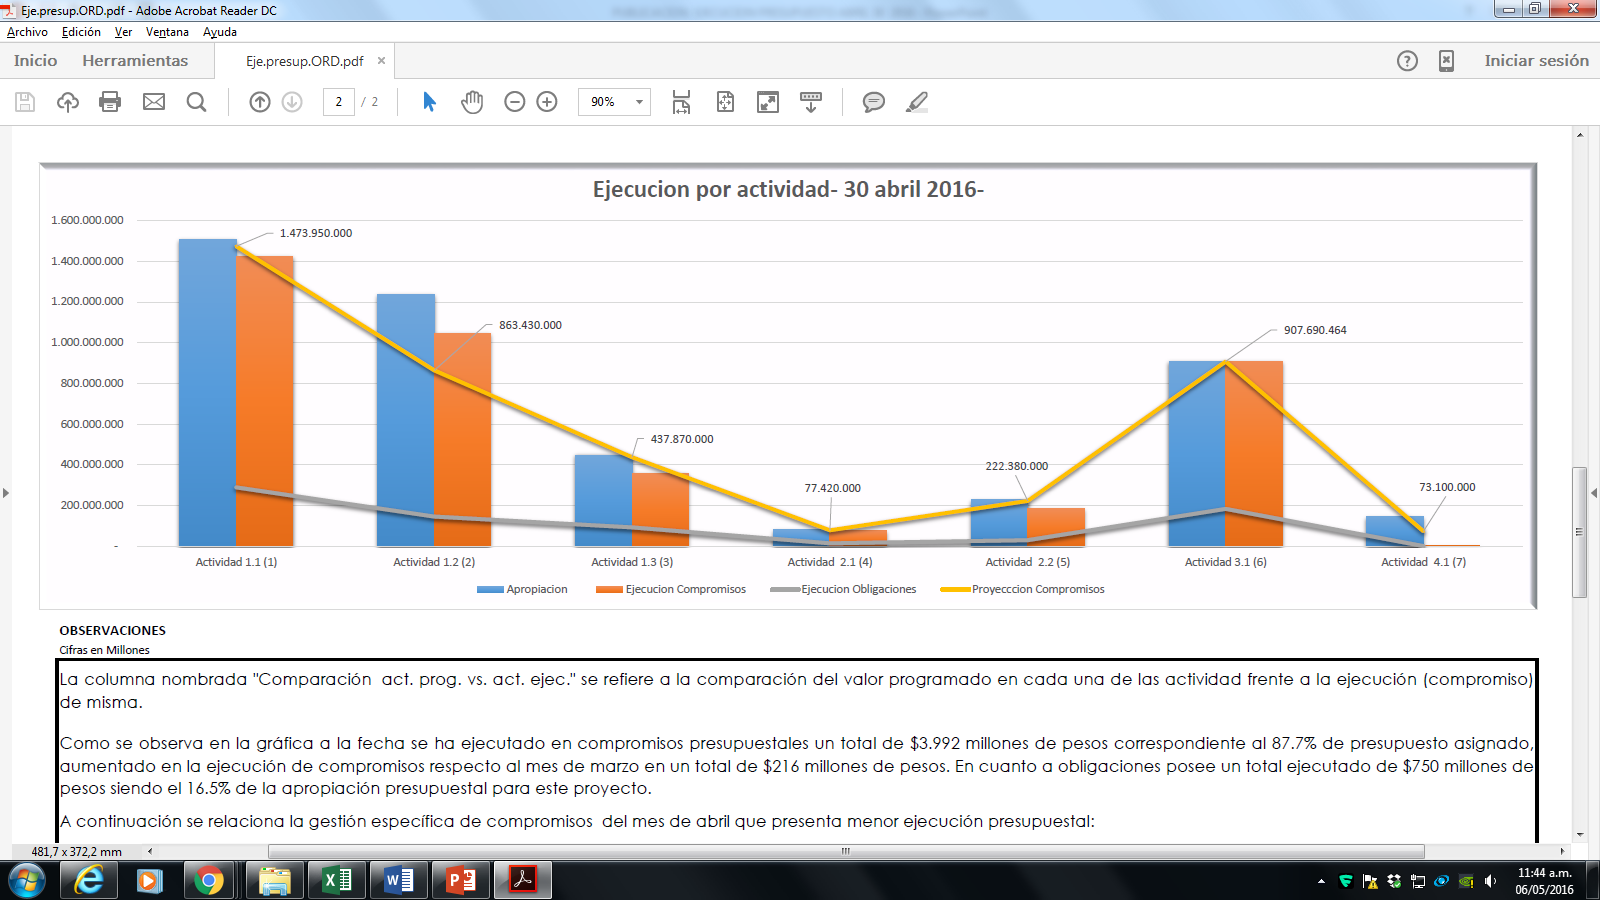 Eje.presup.ORD.pdf - Adobe Acrobat Reader DC
Archivo Edición Ver Ventana Ayuda
Inicio Herramientas Eje.presup.ORD.pdf × Iniciar sesión
2 / 2 90%
Ejecucion por actividad- 30 abril 2016-
1.600.000.000
1.400.000.000
1.200.000.000
1.000.000.000
800.000.000
600.000.000
400.000.000
200.000.000
-
1.473.950.000
863.430.000
437.870.000
77.420.000
222.380.000
907.690.464
73.100.000
Actividad 1.1 (1) Actividad 1.2 (2) Actividad 1.3 (3) Actividad 2.1 (4) Actividad 2.2 (5) Actividad 3.1 (6) Actividad 4.1 (7)
Apropiacion Ejecucion Compromisos Ejecucion Obligaciones Proyecccion Compromisos
OBSERVACIONES
Cifras en Millones
La columna nombrada "Comparación act. prog. vs. act. ejec." se refiere a la comparación del valor programado en cada una de las actividad frente a la ejecución (compromiso)
de misma.
Como se observa en la gráfica a la fecha se ha ejecutado en compromisos presupuestales un total de $3.992 millones de pesos correspondiente al 87.7% de presupuesto asignado,
aumentado en la ejecución de compromisos respecto al mes de marzo en un total de $216 millones de pesos. En cuanto a obligaciones posee un total ejecutado de $750 millones de
pesos siendo el 16.5% de la apropiación presupuestal para este proyecto.
A continuación se relaciona la gestión específica de compromisos del mes de abril que presenta menor ejecución presupuestal:
481,7 x 372,2 mm
11:44 a.m.
06/05/2016